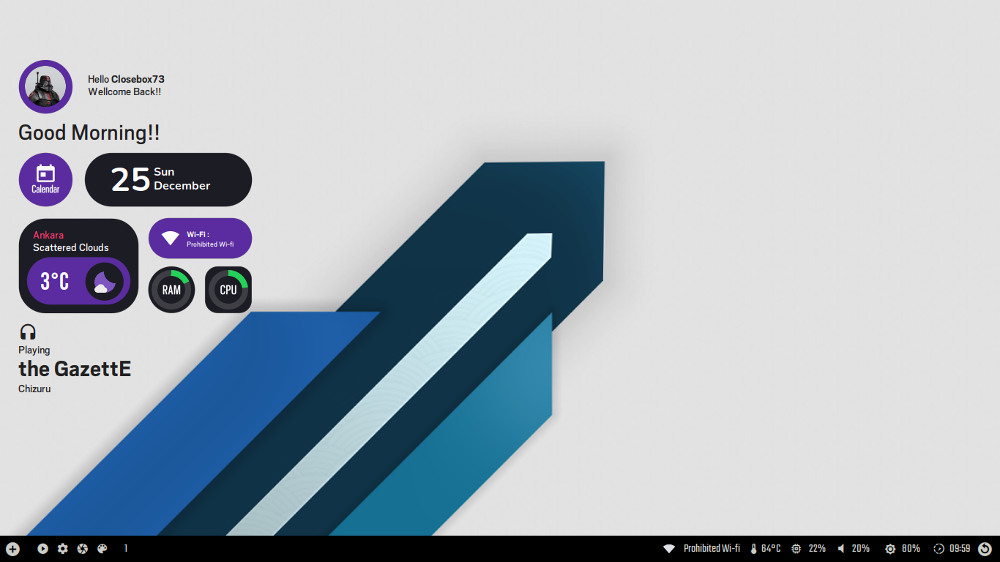 Hello Closebox73
Wellcome Back!!
Good Morning!!
Calendar
25 Sun
December
Ankara
Scattered Clouds
3°C
Wi-Fi :
Prohibited Wi-fi
RAM
CPU
Playing
the GazettE
Chizuru
1
Prohibited Wi-fi 64°C 22% 20% 80% 09:59